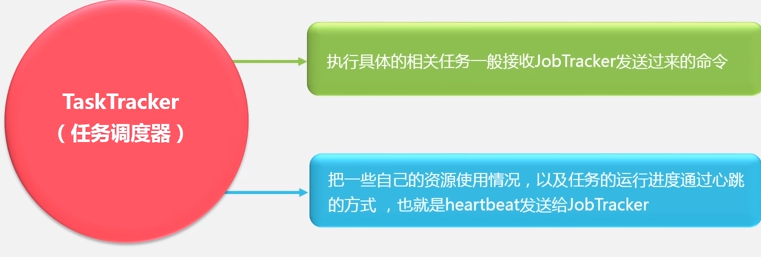 TaskTracker
（任务调度器）
执行具体的相关任务一般接收JobTracker发送过来的命令
把一些自己的资源使用情况，以及任务的运行进度通过心跳
的方式 ，也就是heartbeat发送给JobTracker